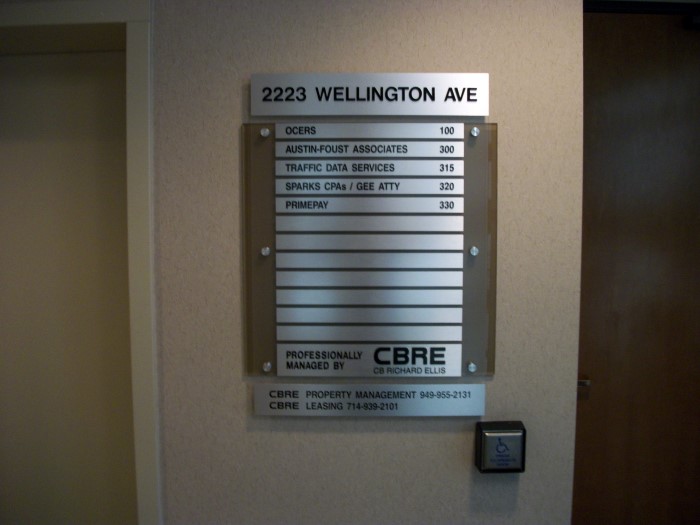 2223 WELLINGTON AVE
OCERS 100
AUSTIN-FOUST ASSOCIATES 300
TRAFFIC DATA SERVICES 315
SPARKS CPAs / GEE ATTY 320
PRIMEPAY 330
PROFESSIONALLY MANAGED BY
CBRE
CB RICHARD ELLIS
CBRE PROPERTY MANAGEMENT 949-955-2131
CBRE LEASING 714-939-2101